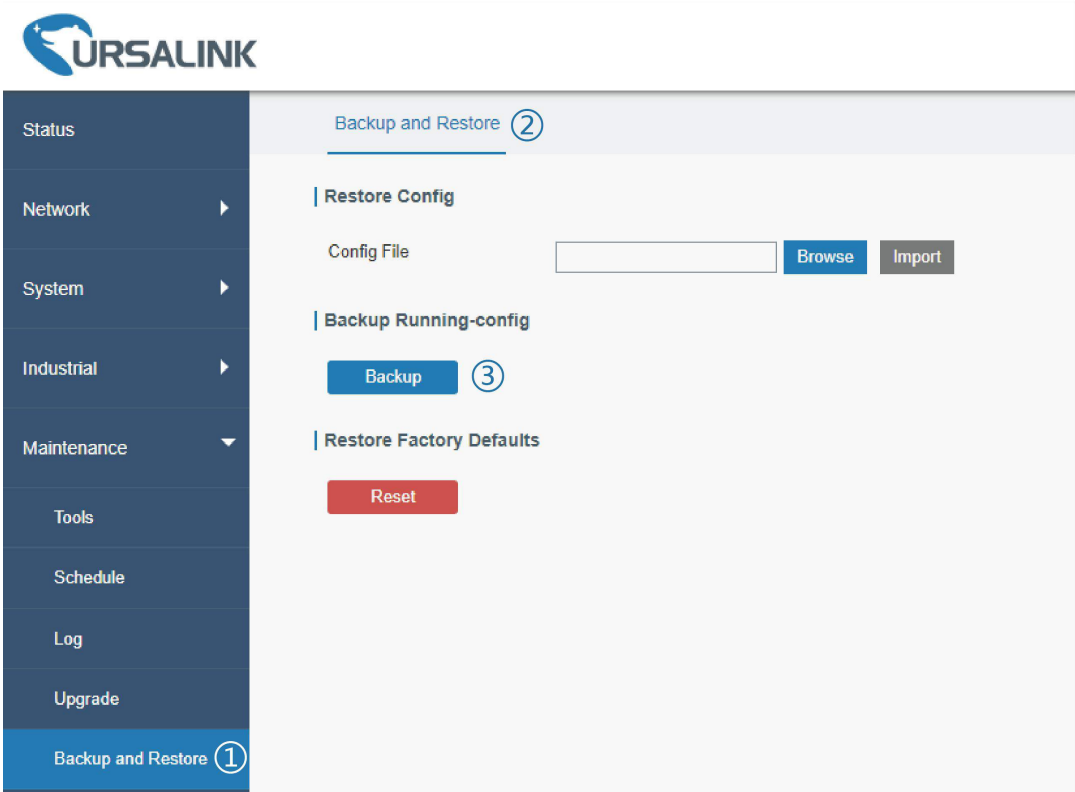 URSALINK
Status
Backup and Restore ②
Restore Config
Network
Config File
Browse
Import
System
Backup Running-config
Industrial
Backup ③
Restore Factory Defaults
Maintenance
Reset
Tools
Schedule
Log
Upgrade
Backup and Restore ①